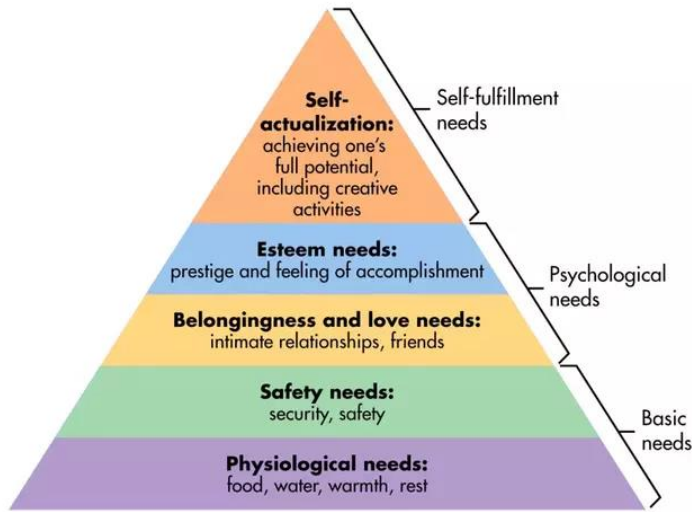 Self-
actualization:
achieving one's
full potential,
including creative
activities
Self-fulfillment
needs
Esteem needs:
prestige and feeling of accomplishment
Psychological
needs
Belongingness and love needs:
intimate relationships, friends
Safety needs:
security, safety
Basic
needs
Physiological needs:
food, water, warmth, rest